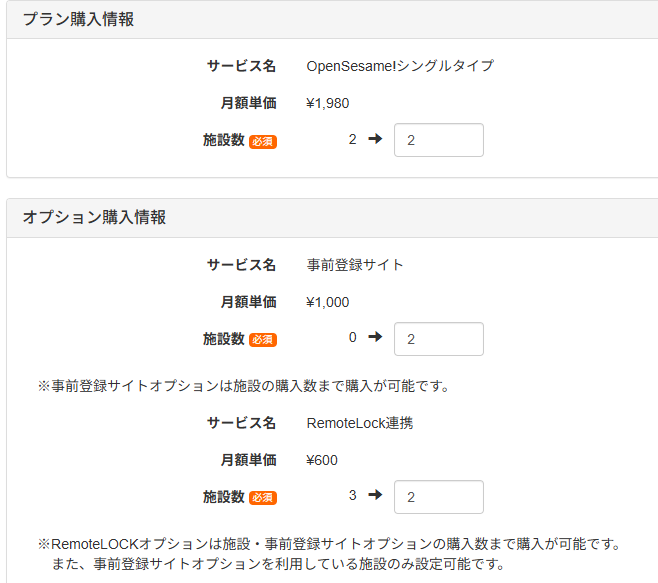 プラン購入情報
サービス名 OpenSesame!シングルタイプ
月額単価 ¥1,980
施設数 必須 2 ➔ 2
オプション購入情報
サービス名 事前登録サイト
月額単価 ¥1,000
施設数 必須 0 ➔ 2
※事前登録サイトオプションは施設の購入数まで購入が可能です。
サービス名 RemoteLock連携
月額単価 ¥600
施設数 必須 3 ➔ 2
※RemoteLOCKオプションは施設・事前登録サイトオプションの購入数まで購入が可能です。
また、事前登録サイトオプションを利用している施設のみ設定可能です。